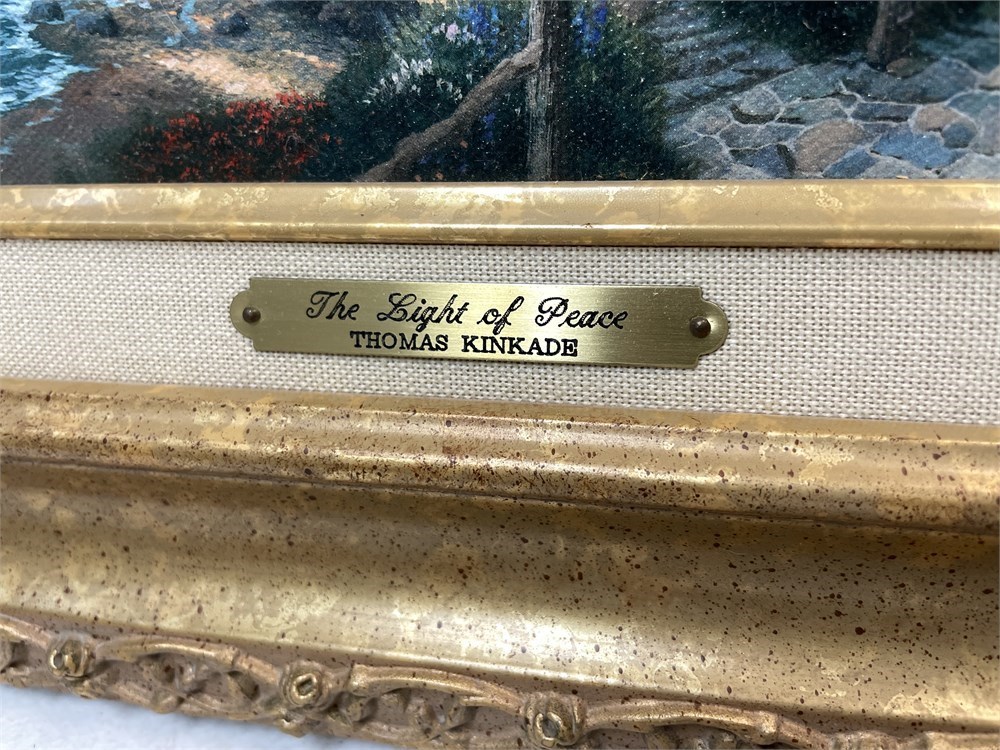 The Light of Peace
THOMAS KINKADE